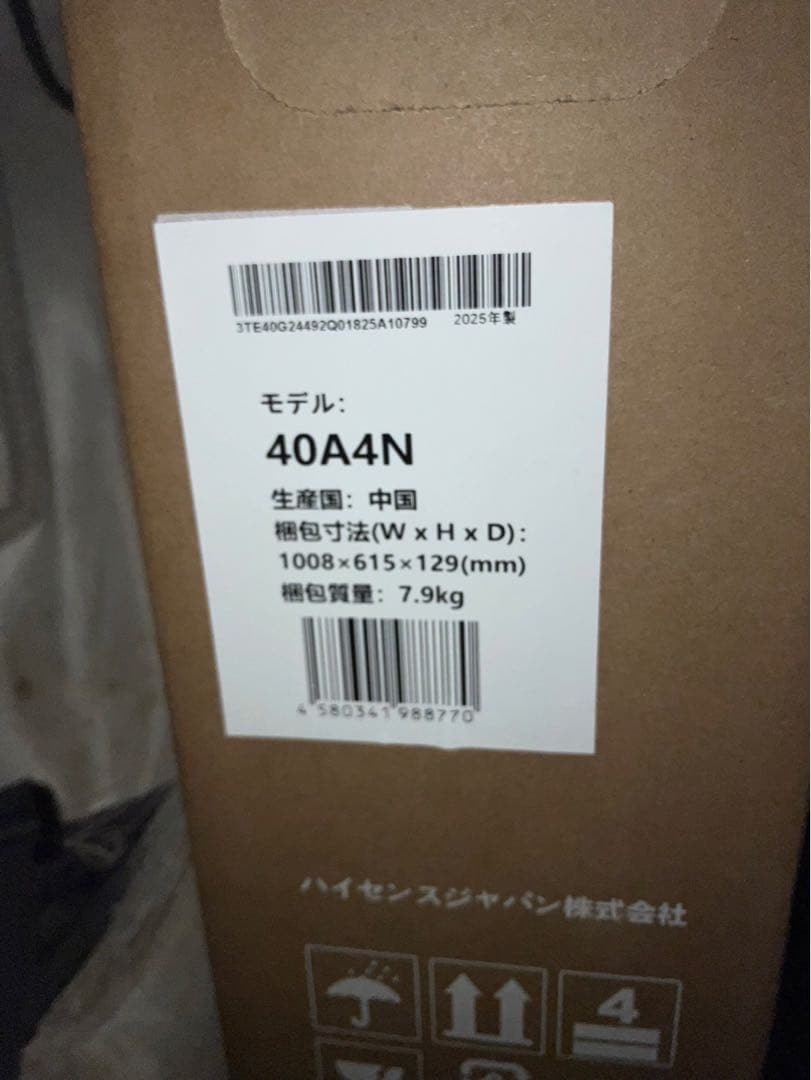 3TE40G24492Q01825A10799 2025年製
モデル:
40A4N
生産国: 中国
梱包寸法(W x H x D):
1008×615×129(mm)
梱包質量: 7.9kg
4 580341 988770
ハイセンスジャパン株式会社
4